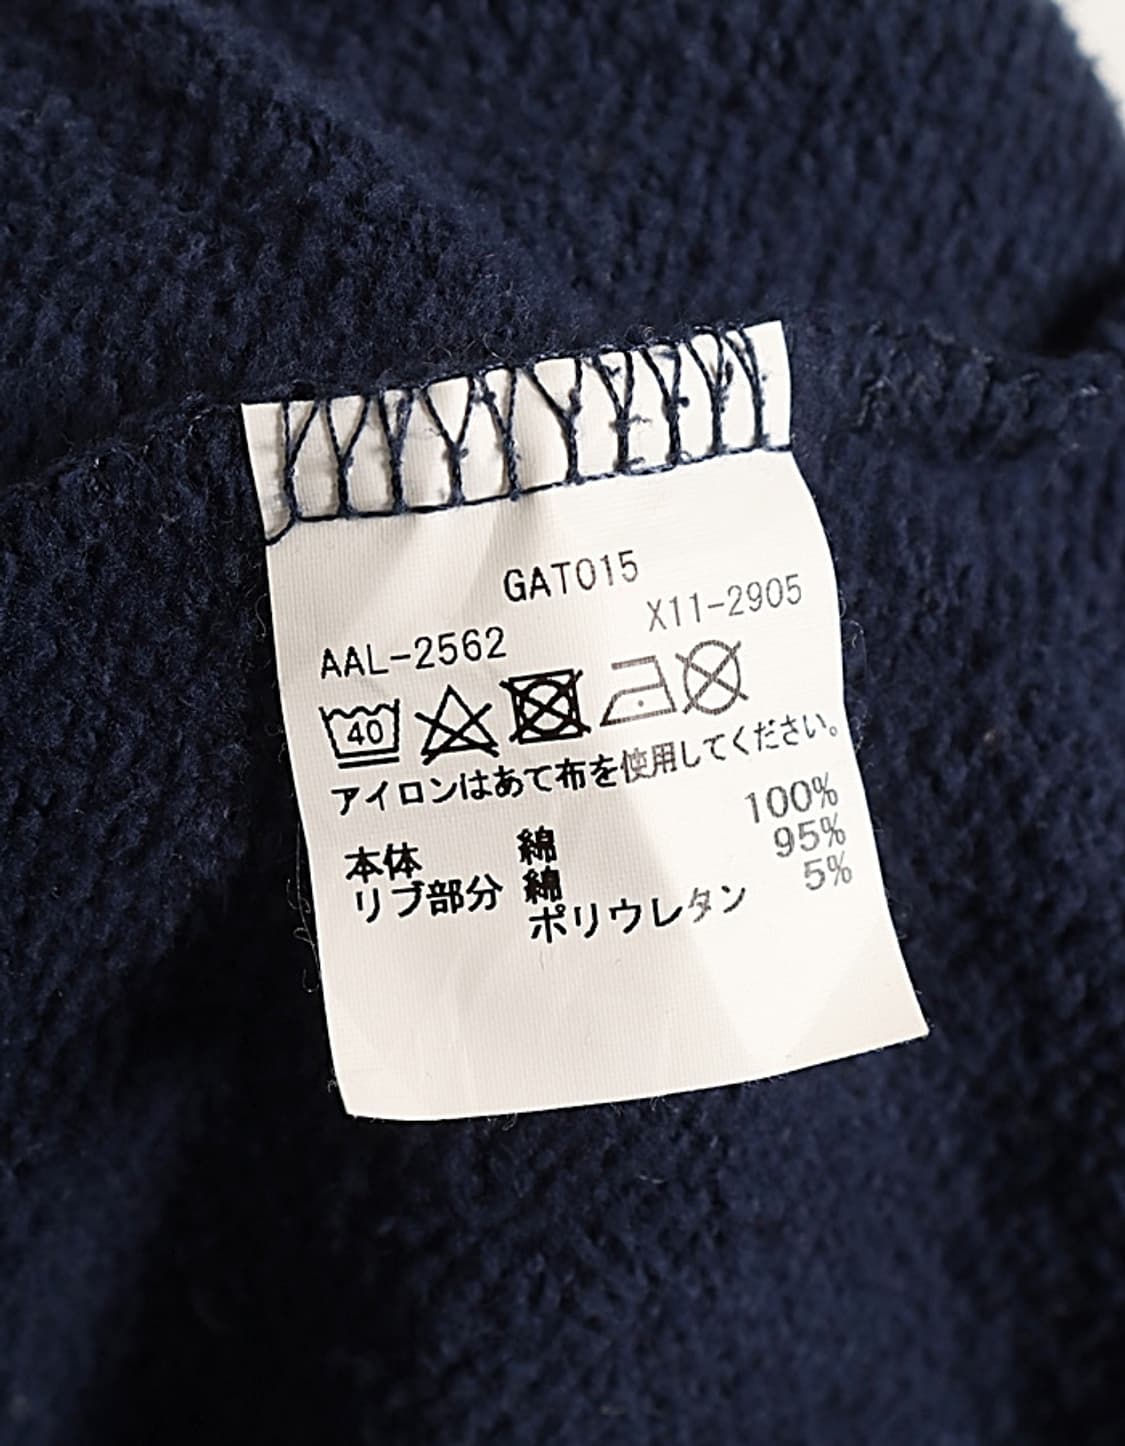 GAT015
X11-2905
AAL-2562
40
アイロンはあて布を使用してください。
本体 綿 100%
リブ部分 綿 95%
ポリウレタン 5%